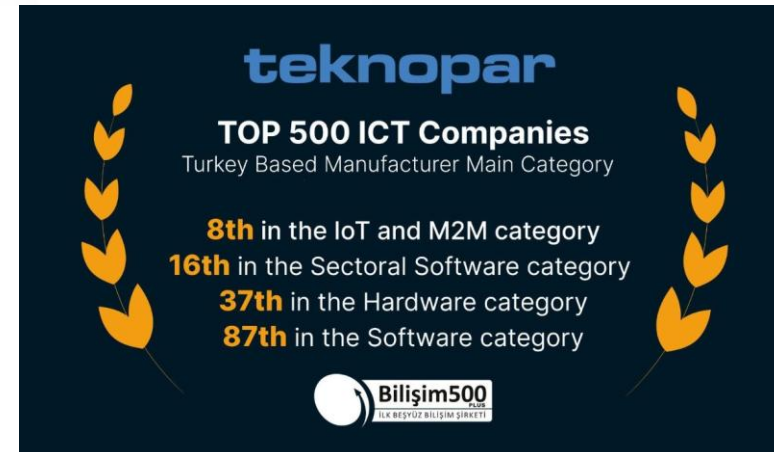 teknopar
TOP 500 ICT Companies
Turkey Based Manufacturer Main Category
8th in the IoT and M2M category
16th in the Sectoral Software category
37th in the Hardware category
87th in the Software category
Bilişim500
PLUS
İLK BEŞYÜZ BİLİŞİM ŞİRKETİ